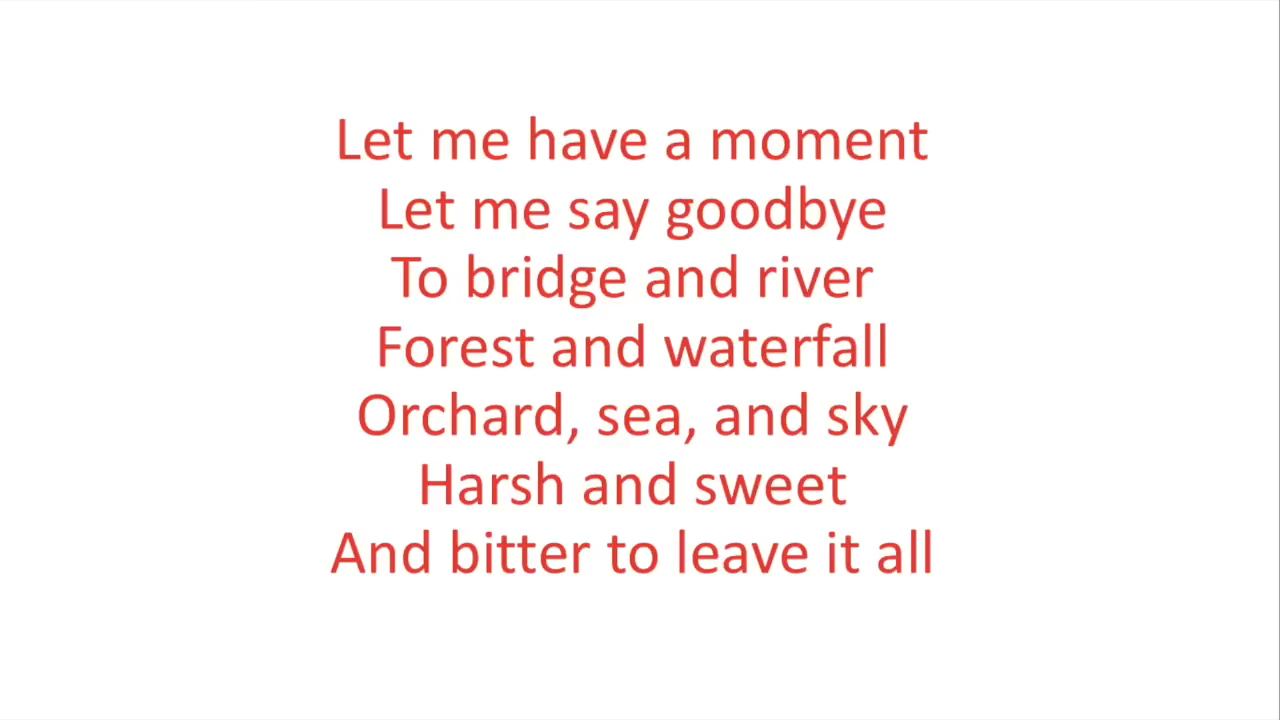 Let me have a moment
Let me say goodbye
To bridge and river
Forest and waterfall
Orchard, sea, and sky
Harsh and sweet
And bitter to leave it all